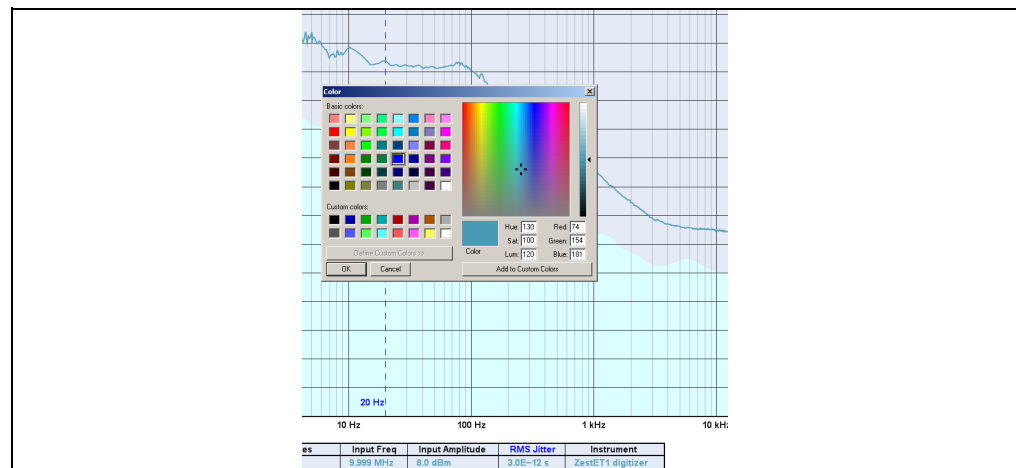 Color
Basic colors:
Custom colors:
Define Custom Colors >>
OK Cancel
Color
Hue: 130 Red: 74
Sat: 100 Green: 154
Lum: 120 Blue: 181
Add to Custom Colors
20 Hz
10 Hz 100 Hz 1 kHz 10 kHz
es Input Freq Input Amplitude RMS Jitter Instrument
9.999 MHz 8.0 dBm 3.0E−12 s ZestET1 digitizer